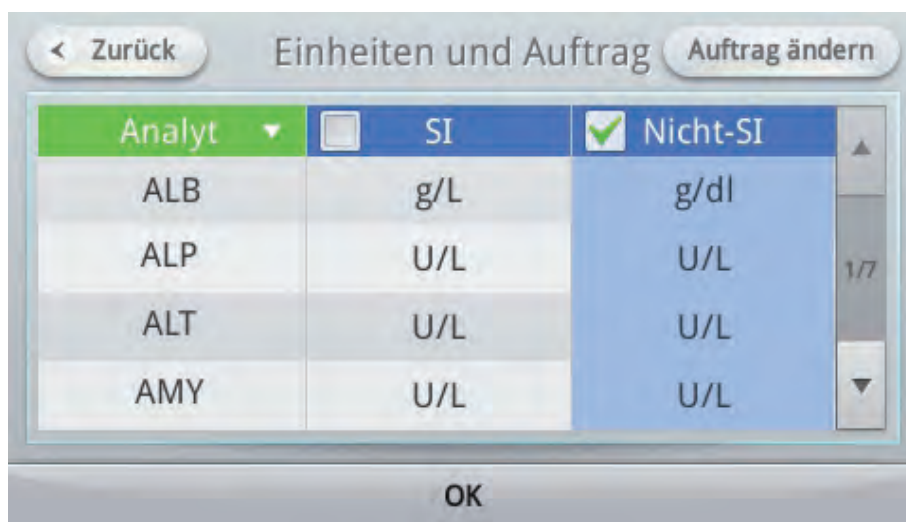 Zurück Einheiten und Auftrag Auftrag ändern
Analyt SI Nicht-SI
ALB g/L g/dl
ALP U/L U/L
1/7
ALT U/L U/L
AMY U/L U/L
OK